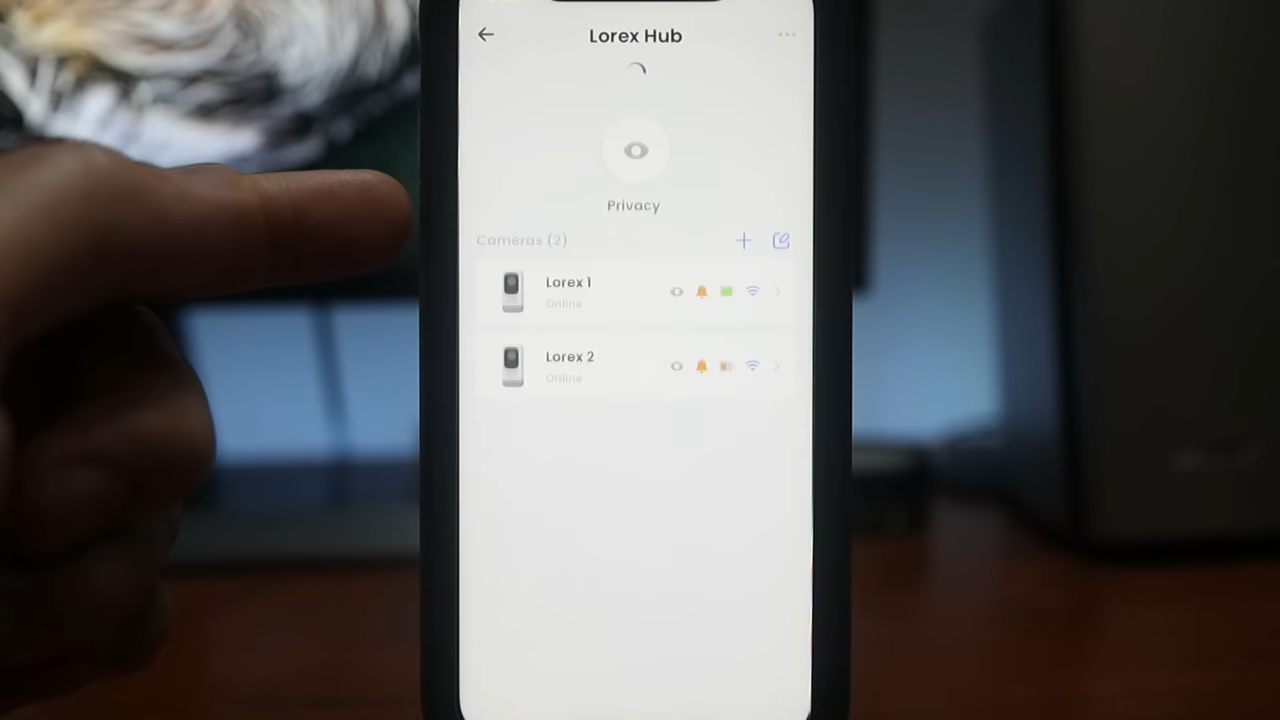 Lorex Hub
Privacy
Cameras (2)
Lorex 1
Online
Lorex 2
Online